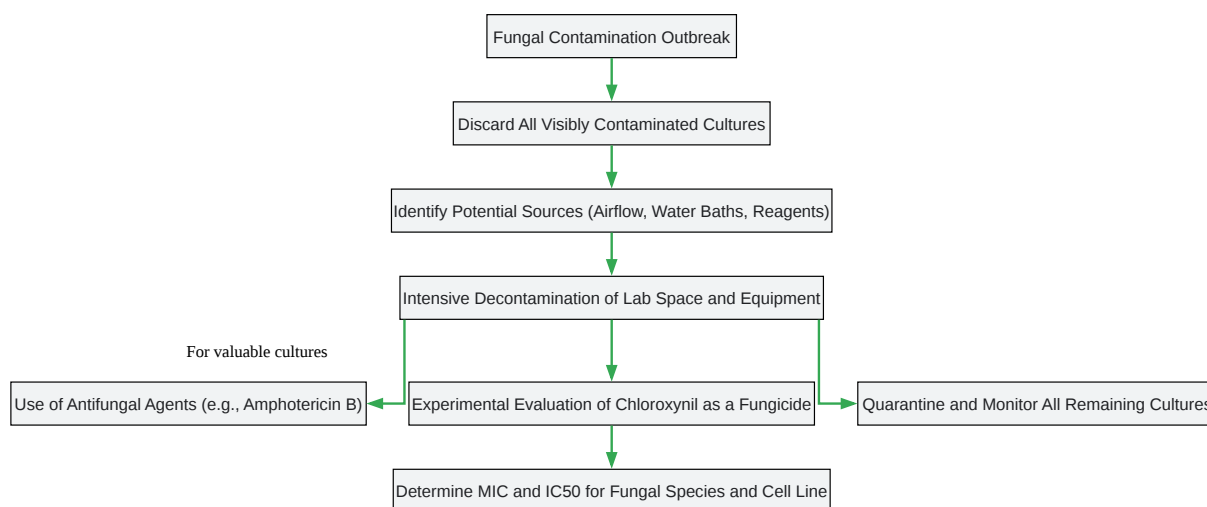 Fungal Contamination Outbreak
Discard All Visibly Contaminated Cultures
Identify Potential Sources (Airflow, Water Baths, Reagents)
Intensive Decontamination of Lab Space and Equipment
For valuable cultures
Use of Antifungal Agents (e.g., Amphotericin B)
Experimental Evaluation of Chloroxynil as a Fungicide
Quarantine and Monitor All Remaining Cultures
Determine MIC and IC50 for Fungal Species and Cell Line